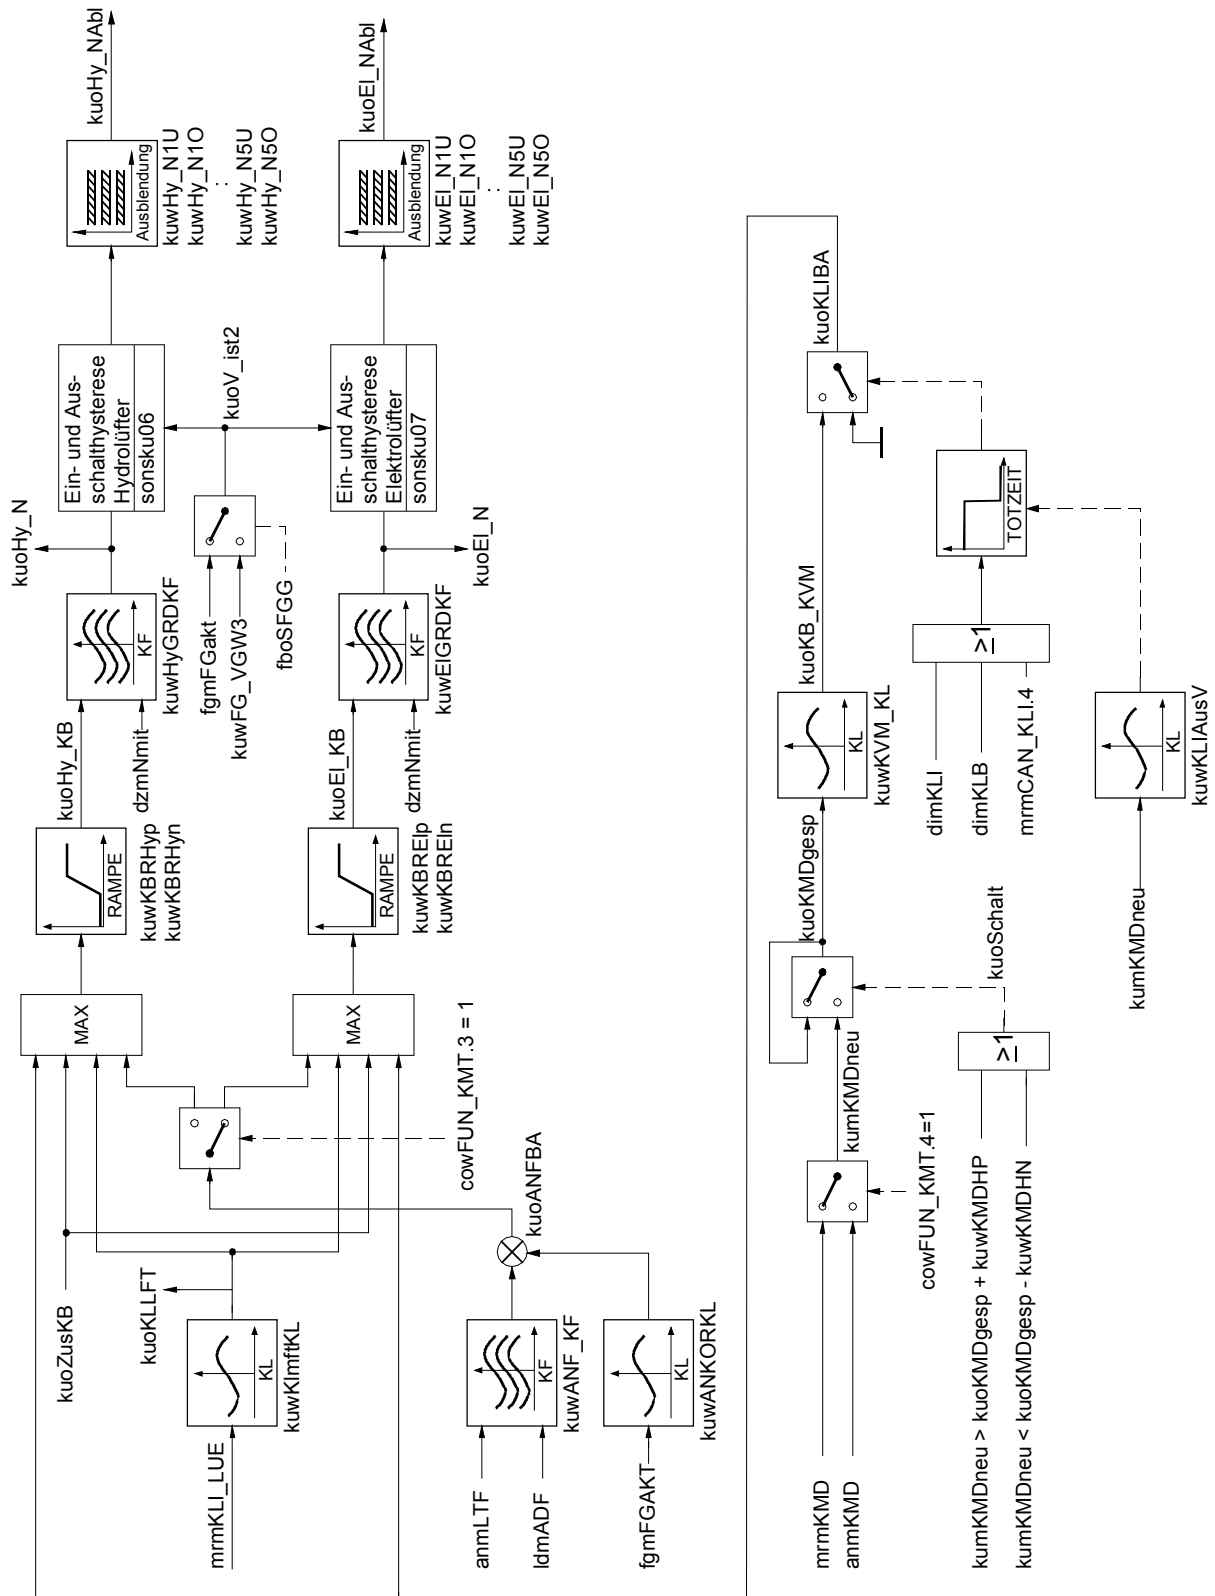 kuoHy_NAbl
Ausblendung
kuwHy_N1U
kuwHy_N1O
..
kuwHy_N5U
kuwHy_N5O
kuoEl_NAbl
Ausblendung
kuwEl_N1U
kuwEl_N1O
..
kuwEl_N5U
kuwEl_N5O
Ein- und Aus-
schalthysterese
Hydrolüfter
sonsku06
kuoV_ist2
Ein- und Aus-
schalthysterese
Elektrolüfter
sonsku07
kuoHy_N
fgmFGakt
kuwFG_VGW3
fboSFGG
kuoEl_N
KF
kuwHyGRDKF
KF
kuwElGRDKF
kuoHy_KB
dzmNmit
kuoEl_KB
dzmNmit
RAMPE
kuwKBRHyp
kuwKBRHyn
RAMPE
kuwKBRElp
kuwKBREln
MAX
MAX
cowFUN_KMT.3 = 1
kuoANFBA
kuoZusKB
kuoKLLFT
KL
kuwKlmftKL
mrmKLI_LUE
KF
kuwANF_KF
anmLTF
ldmADF
KL
kuwANKORKL
fgmFGAKT
kuoKLIBA
kuoKB_KVM
TOTZEIT
KL
kuwKVM_KL
>1
dimKLI
dimKLB
mrmCAN_KLI.4
KL
kuwKLIAusV
kumKMDneu
kuoKMDgesp
kuoSchalt
kumKMDneu
>1
cowFUN_KMT.4=1
mrmKMD
anmKMD
kumKMDneu > kuoKMDgesp + kuwKMDHP
kumKMDneu < kuoKMDgesp - kuwKMDHN